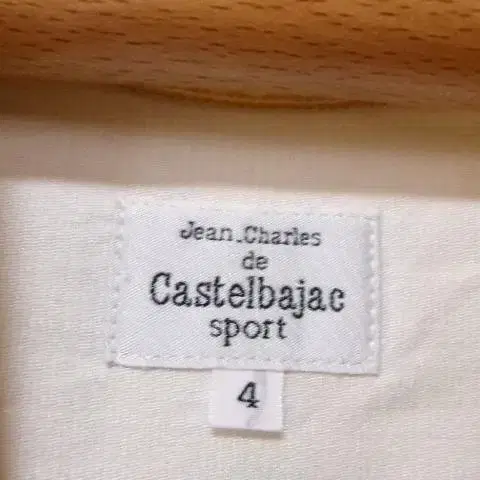 Jean.Charles
de
Castelbajac
sport
4